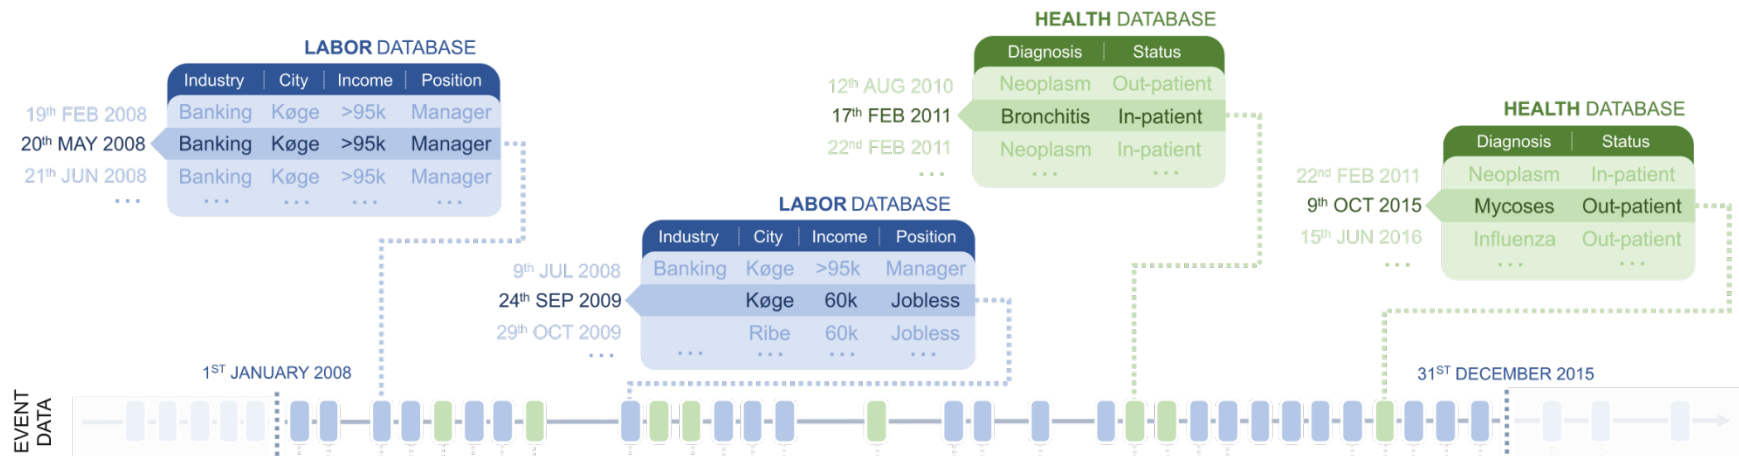 LABOR DATABASE
Industry City Income Position
19th FEB 2008 Banking Køge >95k Manager
20th MAY 2008 Banking Køge >95k Manager
21th JUN 2008 Banking Køge >95k Manager
... ... ... ... ...
LABOR DATABASE
Industry City Income Position
9th JUL 2008 Banking Køge >95k Manager
24th SEP 2009 Køge 60k Jobless
29th OCT 2009 Ribe 60k Jobless
... ... ... ... ...
HEALTH DATABASE
Diagnosis Status
12th AUG 2010 Neoplasm Out-patient
17th FEB 2011 Bronchitis In-patient
22nd FEB 2011 Neoplasm In-patient
... ... ...
HEALTH DATABASE
Diagnosis Status
22nd FEB 2011 Neoplasm In-patient
9th OCT 2015 Mycoses Out-patient
15th JUN 2016 Influenza Out-patient
... ... ...
1ST JANUARY 2008
31ST DECEMBER 2015
EVENT
DATA